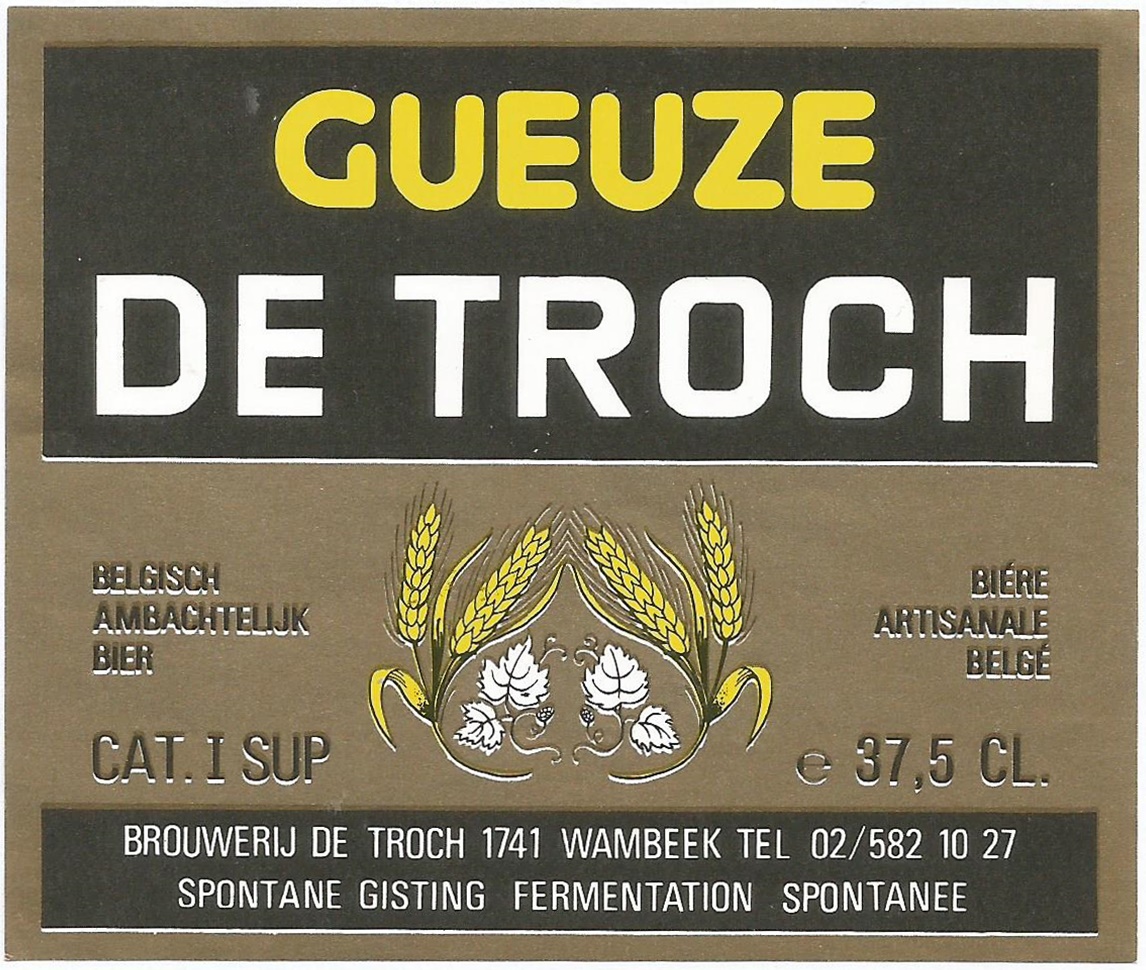 GUEUZE
DE TROCH
BELGISCH
AMBACHTELIJK
BIER
BIÉRE
ARTISANALE
BELGÉ
CAT. I SUP
℮ 37,5 CL.
BROUWERIJ DE TROCH 1741 WAMBEEK TEL 02/582 10 27
SPONTANE GISTING FERMENTATION SPONTANEE